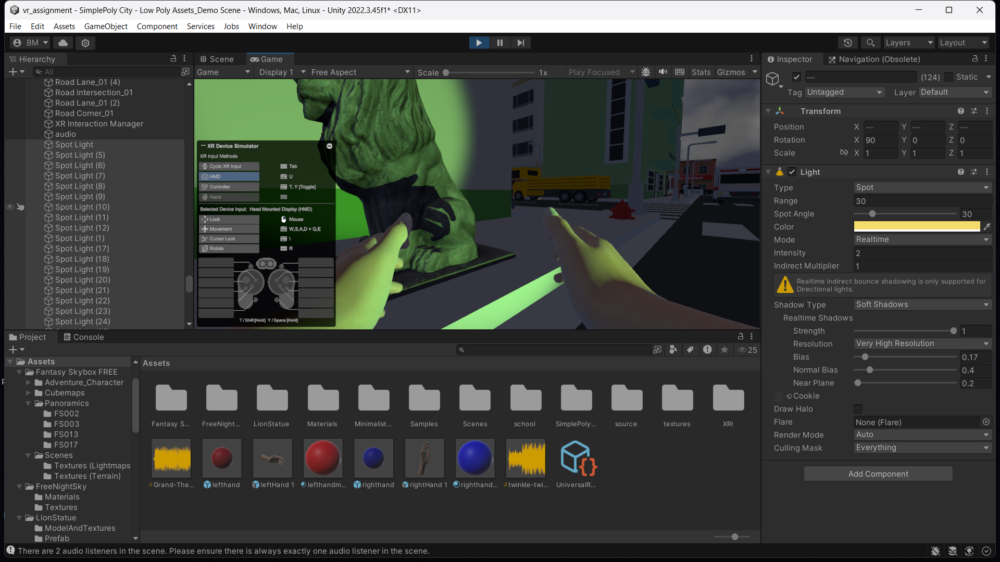 vr_assignment - SimplePoly City - Low Poly Assets_Demo Scene - Windows, Mac, Linux - Unity 2022.3.45f1* <DX11>
File Edit Assets GameObject Component Services Jobs Window Help
BM Layers Layout
Hierarchy
All
Road Lane_01 (4)
Road Intersection_01
Road Lane_01 (2)
Road Corner_01
XR Interaction Manager
audio
Spot Light
Spot Light (5)
Spot Light (6)
Spot Light (7)
Spot Light (8)
Spot Light (9)
Spot Light (10)
Spot Light (11)
Spot Light (12)
Spot Light (1)
Spot Light (17)
Spot Light (18)
Spot Light (19)
Spot Light (20)
Spot Light (21)
Spot Light (22)
Spot Light (23)
Spot Light (24)
Scene Game
Game Display 1 Free Aspect Scale 1x Play Focused Stats Gizmos
XR Device Simulator
XR Input Methods
Cycle XR Input Tab
HMD U
Controller T, Y [Toggle]
Hand
Selected Device Input: Head Mounted Display (HMD)
Look Mouse
Movement W,S,A,D + Q,E
Cursor Lock \
Rotate R
T / Shift [Hold] Y / Space [Hold]
Inspector Navigation (Obsolete)
— (124) Static
Tag Untagged Layer Default
Transform
Position X — Y — Z —
Rotation X 90 Y 0 Z 0
Scale X 1 Y 1 Z 1
Light
Type Spot
Range 30
Spot Angle 30
Color
Mode Realtime
Intensity 2
Indirect Multiplier 1
Realtime indirect bounce shadowing is only supported for
Directional lights.
Shadow Type Soft Shadows
Realtime Shadows
Strength 1
Resolution Very High Resolution
Bias 0.17
Normal Bias 0.4
Near Plane 0.2
Cookie
Draw Halo
Flare None (Flare)
Render Mode Auto
Culling Mask Everything
Add Component
Project Console
25
Assets
Fantasy Skybox FREE
Adventure_Character
Cubemaps
Panoramics
FS002
FS003
FS013
FS017
Scenes
Textures (Lightmaps
Textures (Terrain)
FreeNightSky
Materials
Textures
LionStatue
ModelAndTextures
Prefab
Assets
Fantasy S... FreeNight... LionStatue Materials Minimalist... Samples Scenes school SimplePoly... source textures XRI
Grand-The... lefthand leftHand 1 lefthandm... righthand rightHand 1 righthand... twinkle-twi... UniversalR...
There are 2 audio listeners in the scene. Please ensure there is always exactly one audio listener in the scene.